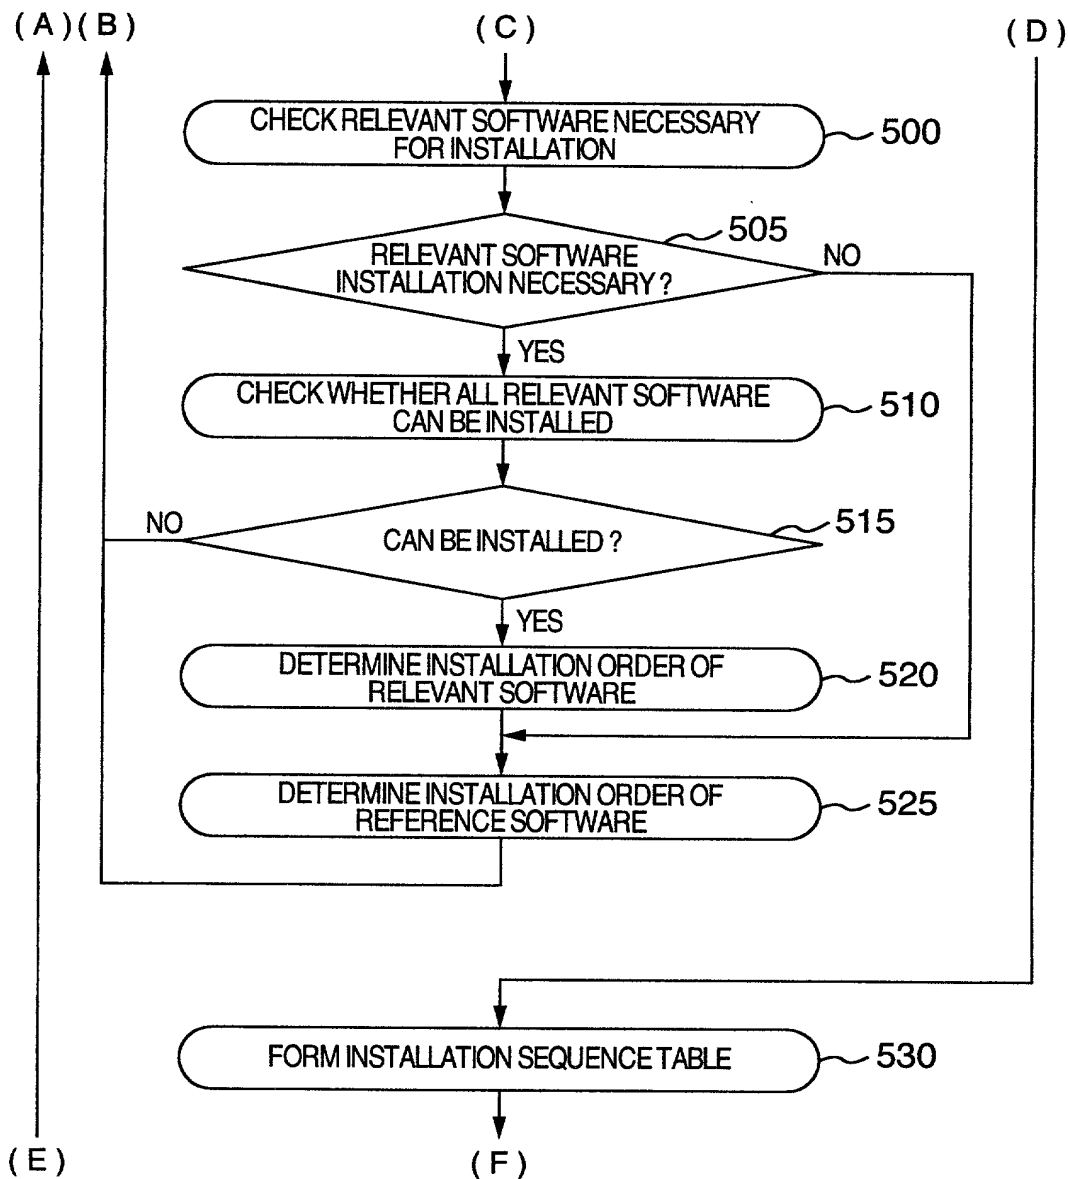 (A) (B) (C) (D)
CHECK RELEVANT SOFTWARE NECESSARY
FOR INSTALLATION
500
505
RELEVANT SOFTWARE
INSTALLATION NECESSARY ?
NO
YES
CHECK WHETHER ALL RELEVANT SOFTWARE
CAN BE INSTALLED
510
NO
515
CAN BE INSTALLED ?
YES
DETERMINE INSTALLATION ORDER OF
RELEVANT SOFTWARE
520
DETERMINE INSTALLATION ORDER OF
REFERENCE SOFTWARE
525
FORM INSTALLATION SEQUENCE TABLE
530
(E) (F)